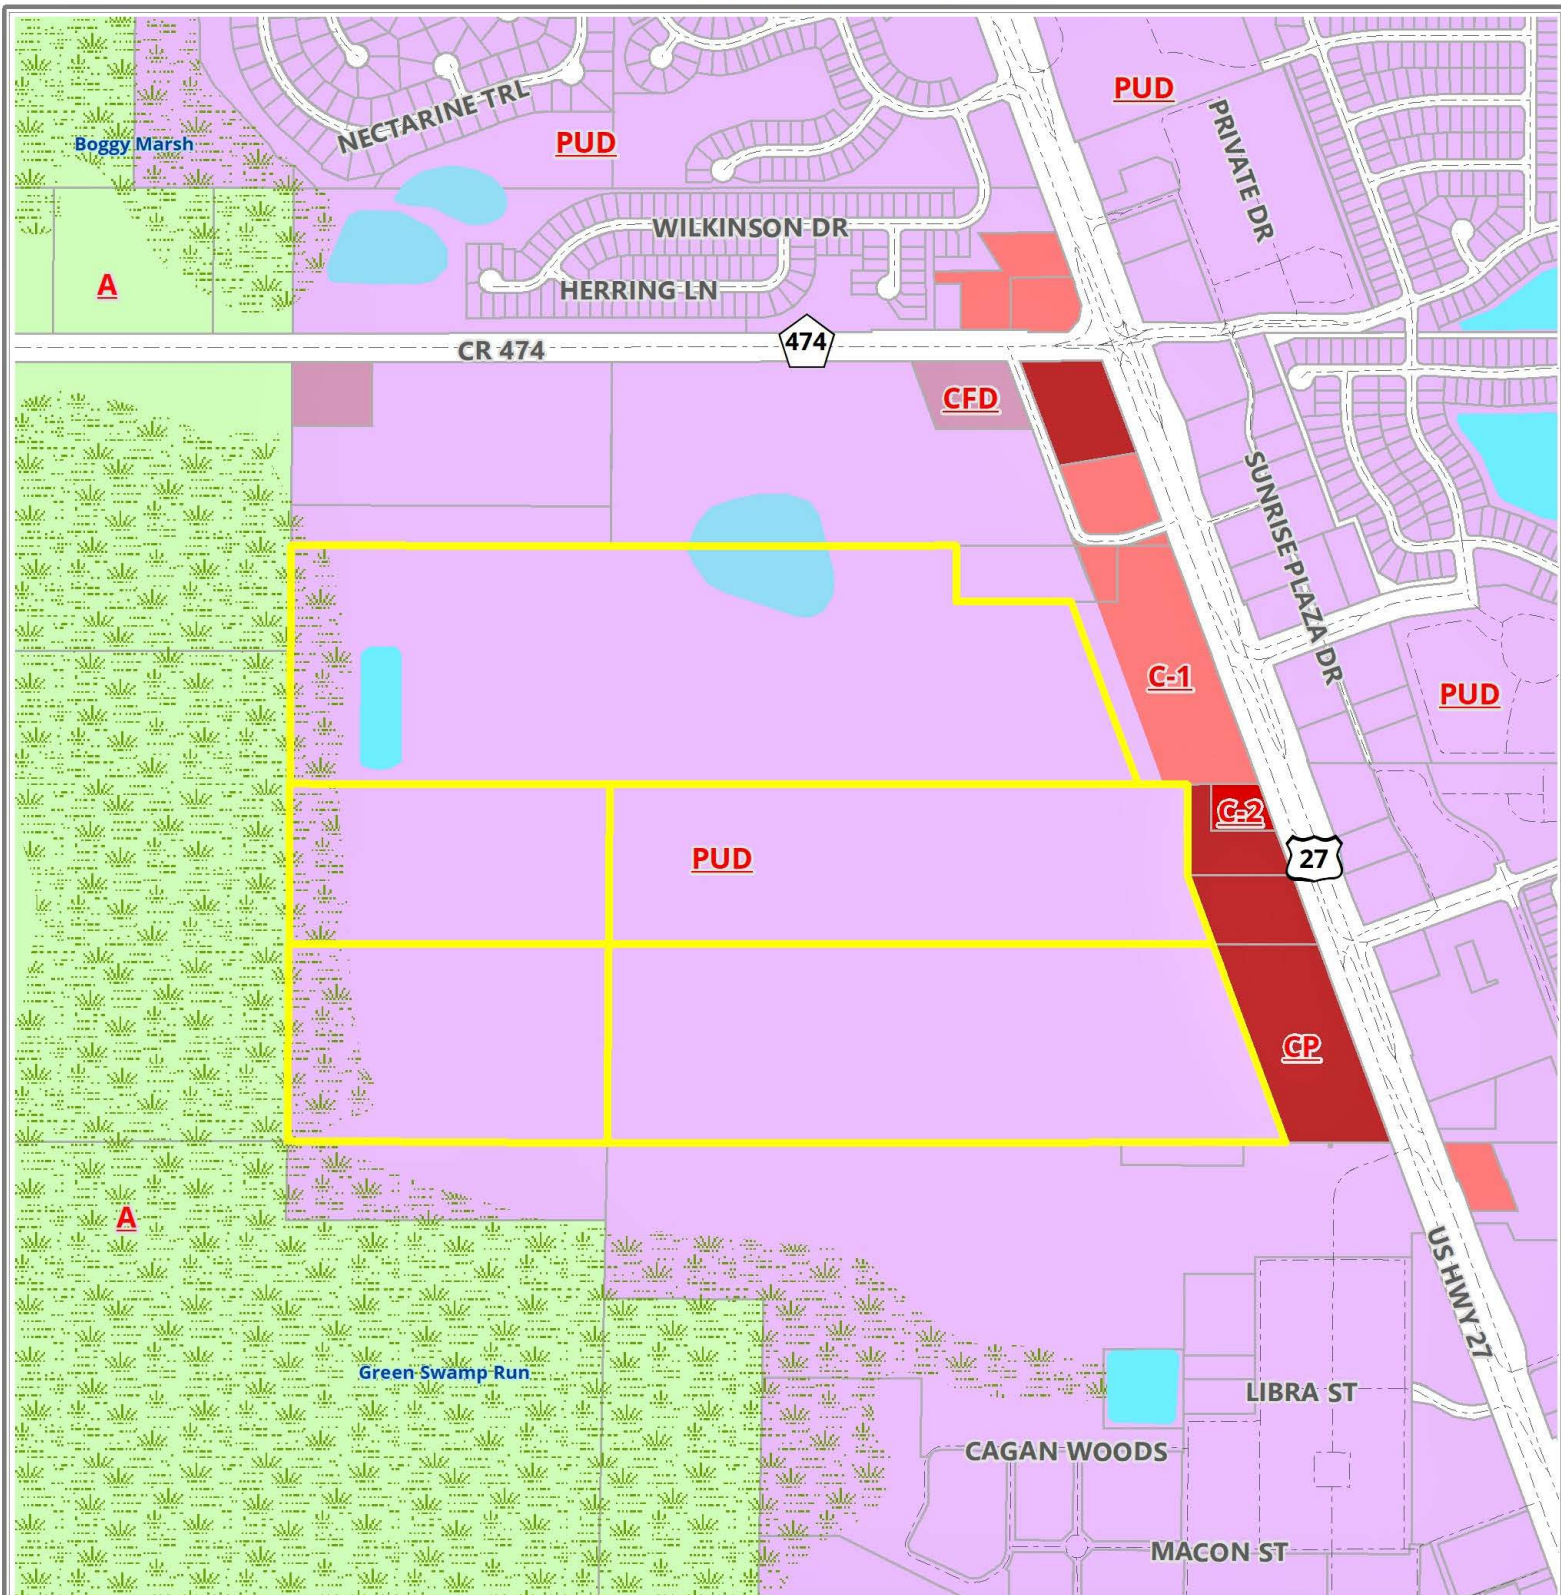 PUD
NECTARINE TRL
PRIVATE DR
PUD
Boggy Marsh
WILKINSON DR
A
HERRING LN
474
CR 474
CFD
SUNRISE PLAZA DR
C-1
PUD
C-2
PUD
27
CP
A
US HWY 27
Green Swamp Run
LIBRA ST
CAGAN WOODS
MACON ST